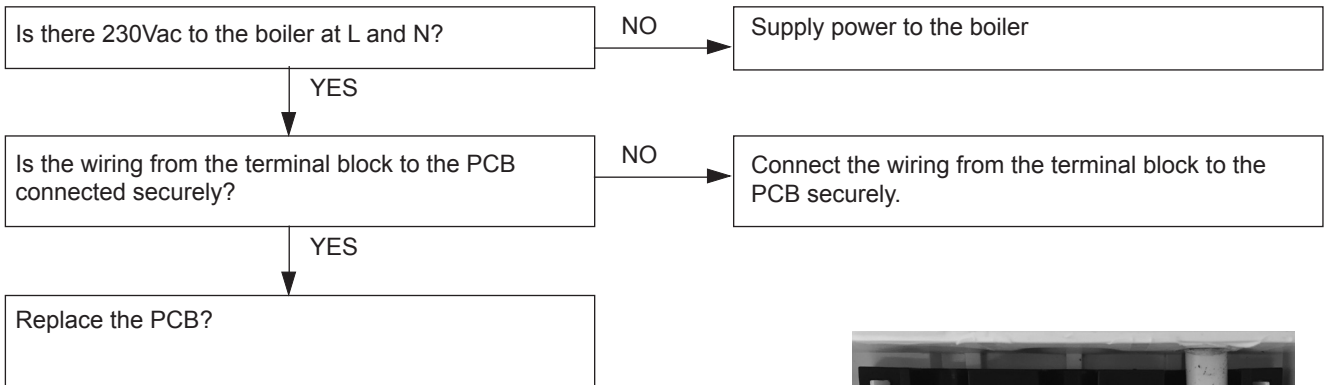 Is there 230Vac to the boiler at L and N?
NO
Supply power to the boiler
YES
Is the wiring from the terminal block to the PCB
connected securely?
NO
Connect the wiring from the terminal block to the
PCB securely.
YES
Replace the PCB?